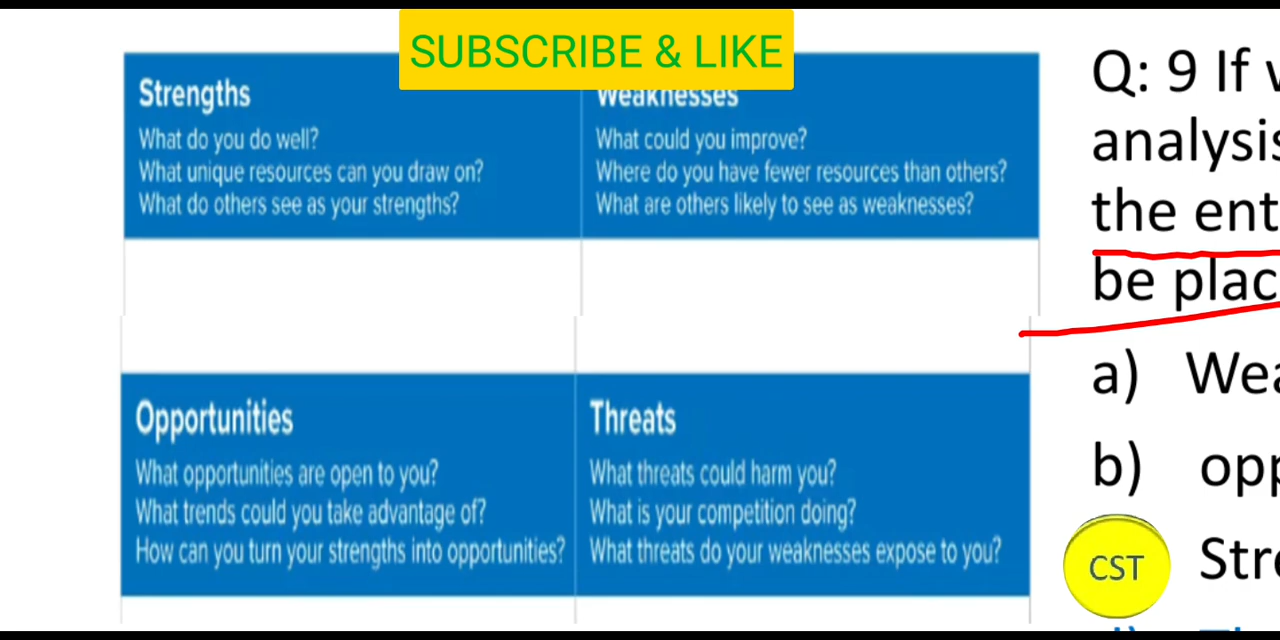 SUBSCRIBE & LIKE
Strengths
What do you do well?
What unique resources can you draw on?
What do others see as your strengths?
Weaknesses
What could you improve?
Where do you have fewer resources than others?
What are others likely to see as weaknesses?
Opportunities
What opportunities are open to you?
What trends could you take advantage of?
How can you turn your strengths into opportunities?
Threats
What threats could harm you?
What is your competition doing?
What threats do your weaknesses expose to you?
Q: 9 If
analysis
the ent
be plac
a) Wea
b) opp
CST Stre